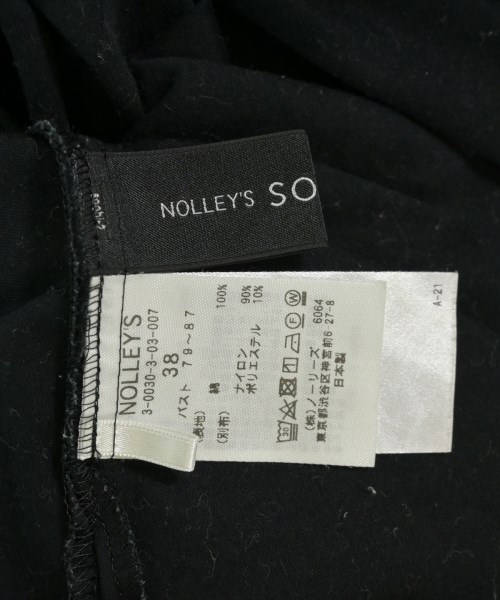 NOLLEY'S SO
NOLLEY'S
3-0030-3-03-007
38
バスト 79～87
表地) 綿 100%
(別布) ナイロン 90%
ポリエステル 10%
30
F
W
(株)ノーリーズ 6064
東京都渋谷区神宮前6-27-8
日本製
A-21